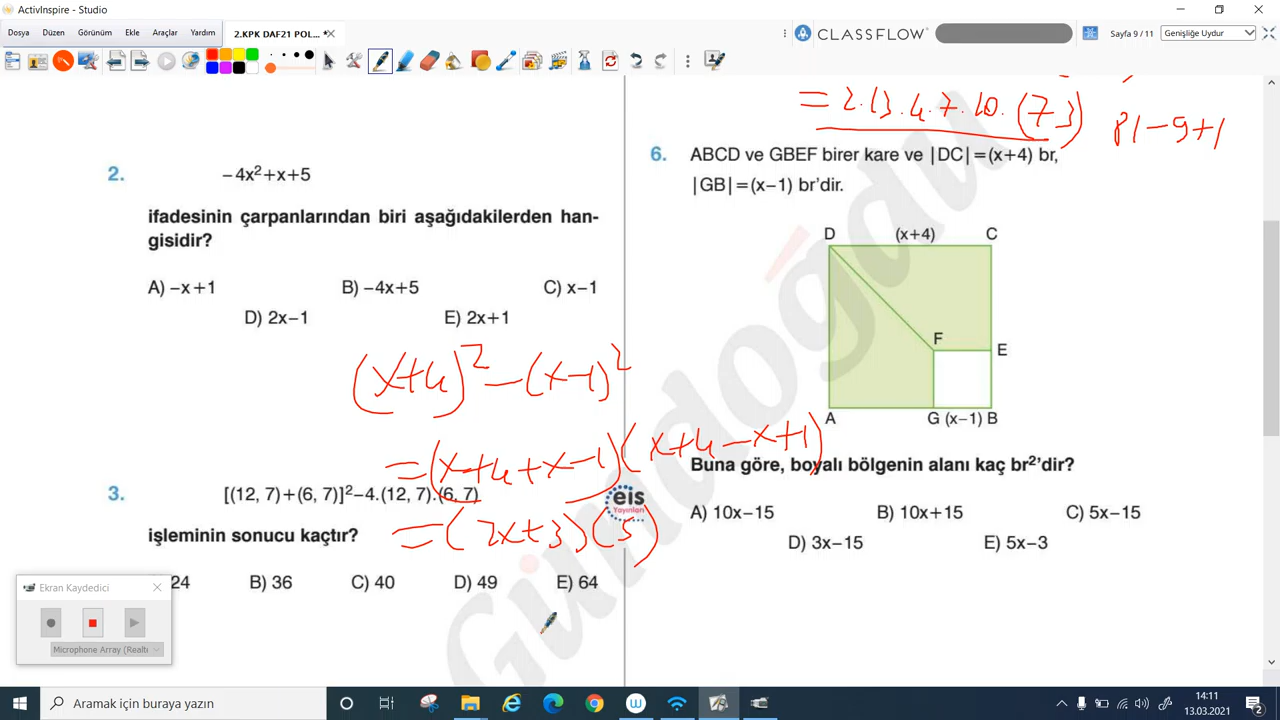 ActivInspire - Studio
Dosya Düzen Görünüm Ekle Araçlar Yardım
2.KPK DAF21 POL...
CLASSFLOW
Sayfa 9 / 11
Genişliğe Uydur
= 2.13.4.7.10.(73)
81-9+1
2. -4x²+x+5
ifadesinin çarpanlarından biri aşağıdakilerden han-
gisidir?
A) -x+1 B) -4x+5 C) x-1
D) 2x-1 E) 2x+1
(x+4)² - (x-1)²
= (x+4+x-1)(x+4-x+1)
= (2x+3)(5)
3. [(12, 7)+(6, 7)]²-4.(12, 7).(6, 7)
işleminin sonucu kaçtır?
24 B) 36 C) 40 D) 49 E) 64
6. ABCD ve GBEF birer kare ve |DC|=(x+4) br,
|GB|=(x-1) br'dir.
D (x+4) C
F
E
A G (x-1) B
Buna göre, boyalı bölgenin alanı kaç br²'dir?
A) 10x-15 B) 10x+15 C) 5x-15
D) 3x-15 E) 5x-3
eis
Yayınları
Gündoğdu
Ekran Kaydedici
Microphone Array (Realte
Aramak için buraya yazın
14:11
13.03.2021
2